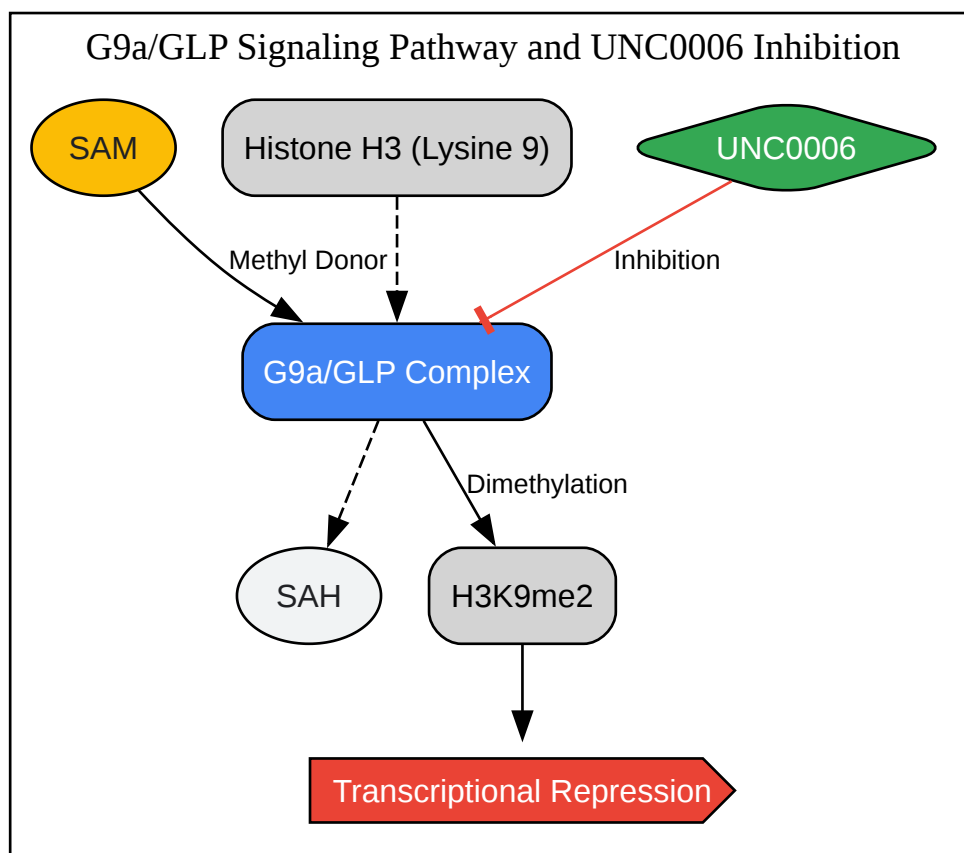 G9a/GLP Signaling Pathway and UNC0006 Inhibition
SAM
Histone H3 (Lysine 9)
UNC0006
Methyl Donor
Inhibition
G9a/GLP Complex
Dimethylation
SAH
H3K9me2
Transcriptional Repression